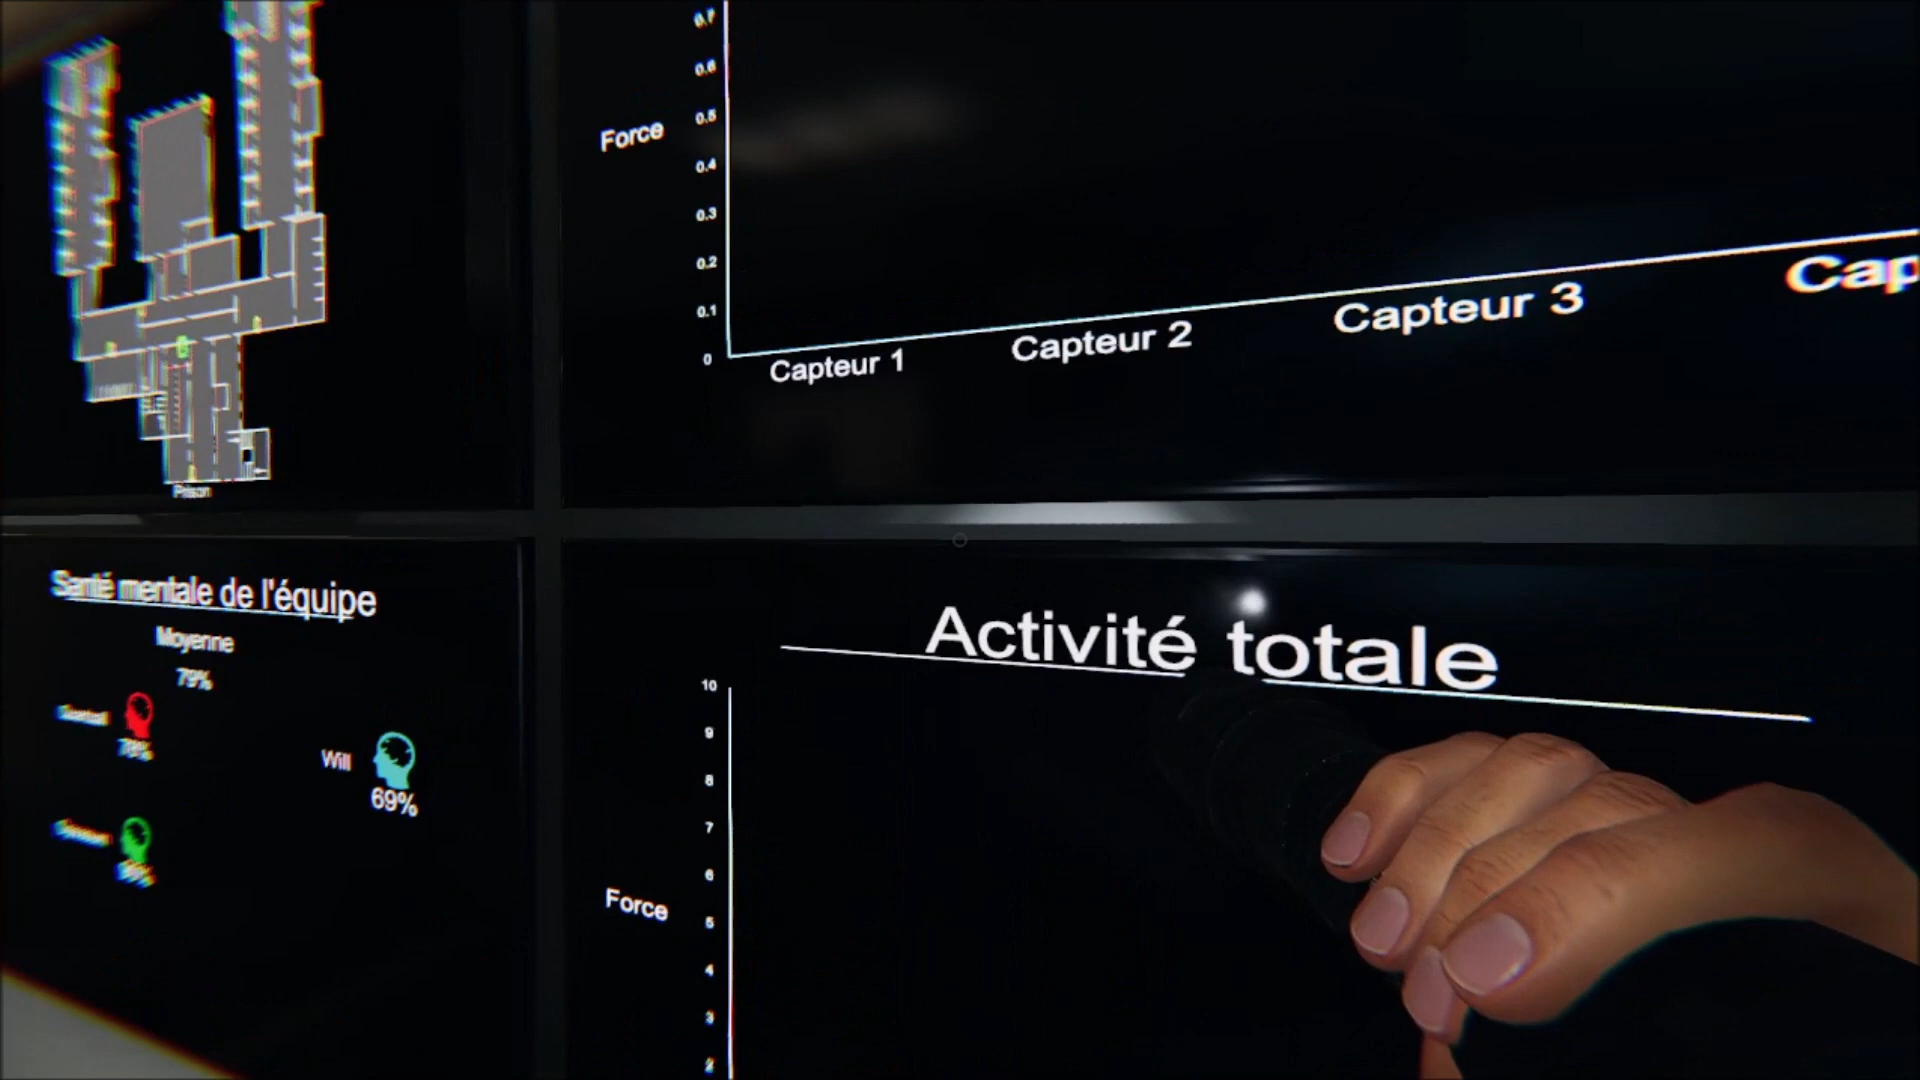 Prison
0.7
0.6
Force
0.5
0.4
0.3
0.2
0.1
0
Capteur 1
Capteur 2
Capteur 3
Cap
Santé mentale de l'équipe
Moyenne
79%
Will
69%
Activité totale
10
9
8
7
6
Force
5
4
3
2